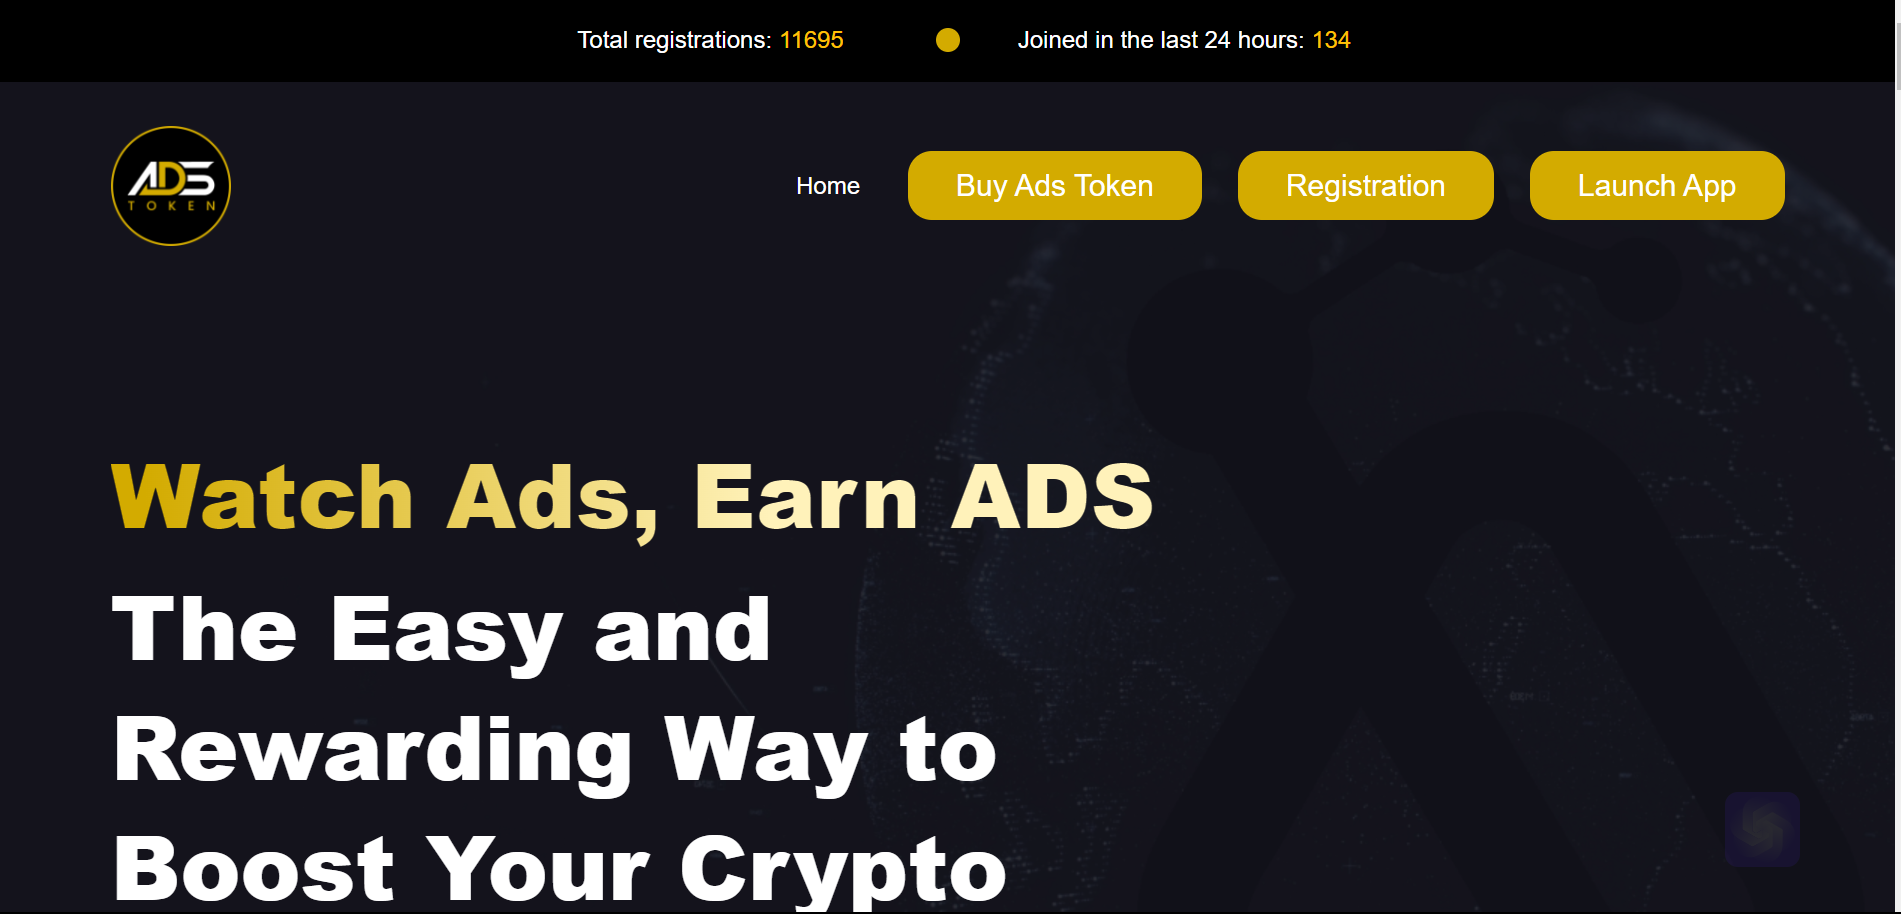 Total registrations: 11695
Joined in the last 24 hours: 134
ADS
TOKEN
Home
Buy Ads Token
Registration
Launch App
Watch Ads, Earn ADS
The Easy and
Rewarding Way to
Boost Your Crypto